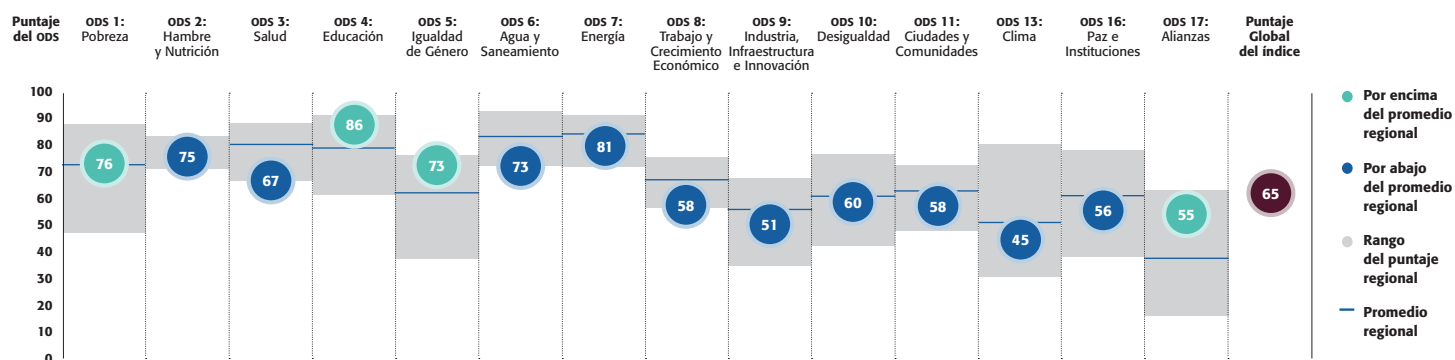 Puntaje
del ODS
ODS 1:
Pobreza
ODS 2:
Hambre
y Nutrición
ODS 3:
Salud
ODS 4:
Educación
ODS 5:
Igualdad
de Género
ODS 6:
Agua y
Saneamiento
ODS 7:
Energía
ODS 8:
Trabajo y
Crecimiento
Económico
ODS 9:
Industria,
Infraestructura
e Innovación
ODS 10:
Desigualdad
ODS 11:
Ciudades y
Comunidades
ODS 13:
Clima
ODS 16:
Paz e
Instituciones
ODS 17:
Alianzas
Puntaje
Global
del índice
100
90
80
70
60
50
40
30
20
10
0
76
75
67
86
73
73
81
58
51
60
58
45
56
55
65
Por encima
del promedio
regional
Por abajo
del promedio
regional
Rango
del puntaje
regional
Promedio
regional